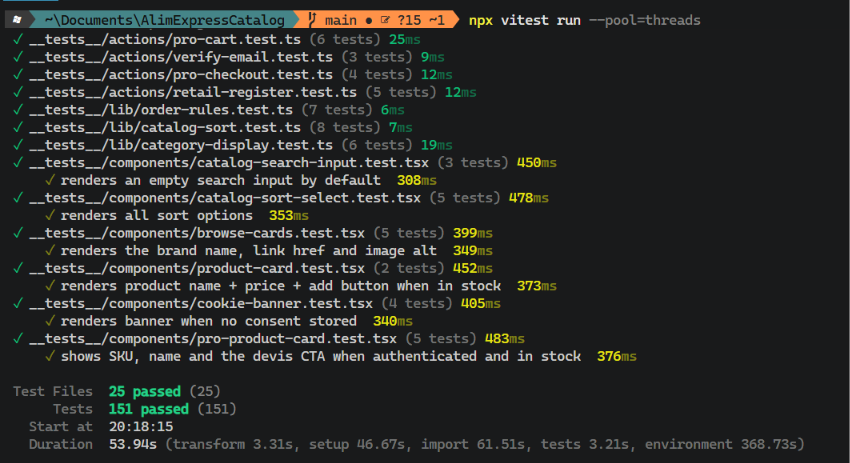 ~\Documents\AlimExpressCatalog main ● ?15 ~1 npx vitest run --pool=threads
✓ __tests__/actions/pro-cart.test.ts (6 tests) 25ms
✓ __tests__/actions/verify-email.test.ts (3 tests) 9ms
✓ __tests__/actions/pro-checkout.test.ts (4 tests) 12ms
✓ __tests__/actions/retail-register.test.ts (5 tests) 12ms
✓ __tests__/lib/order-rules.test.ts (7 tests) 6ms
✓ __tests__/lib/catalog-sort.test.ts (8 tests) 7ms
✓ __tests__/lib/category-display.test.ts (6 tests) 19ms
✓ __tests__/components/catalog-search-input.test.tsx (3 tests) 450ms
✓ renders an empty search input by default 308ms
✓ __tests__/components/catalog-sort-select.test.tsx (5 tests) 478ms
✓ renders all sort options 353ms
✓ __tests__/components/browse-cards.test.tsx (5 tests) 399ms
✓ renders the brand name, link href and image alt 349ms
✓ __tests__/components/product-card.test.tsx (2 tests) 452ms
✓ renders product name + price + add button when in stock 373ms
✓ __tests__/components/cookie-banner.test.tsx (4 tests) 405ms
✓ renders banner when no consent stored 340ms
✓ __tests__/components/pro-product-card.test.tsx (5 tests) 483ms
✓ shows SKU, name and the devis CTA when authenticated and in stock 376ms
Test Files 25 passed (25)
Tests 151 passed (151)
Start at 20:18:15
Duration 53.94s (transform 3.31s, setup 46.67s, import 61.51s, tests 3.21s, environment 368.73s)